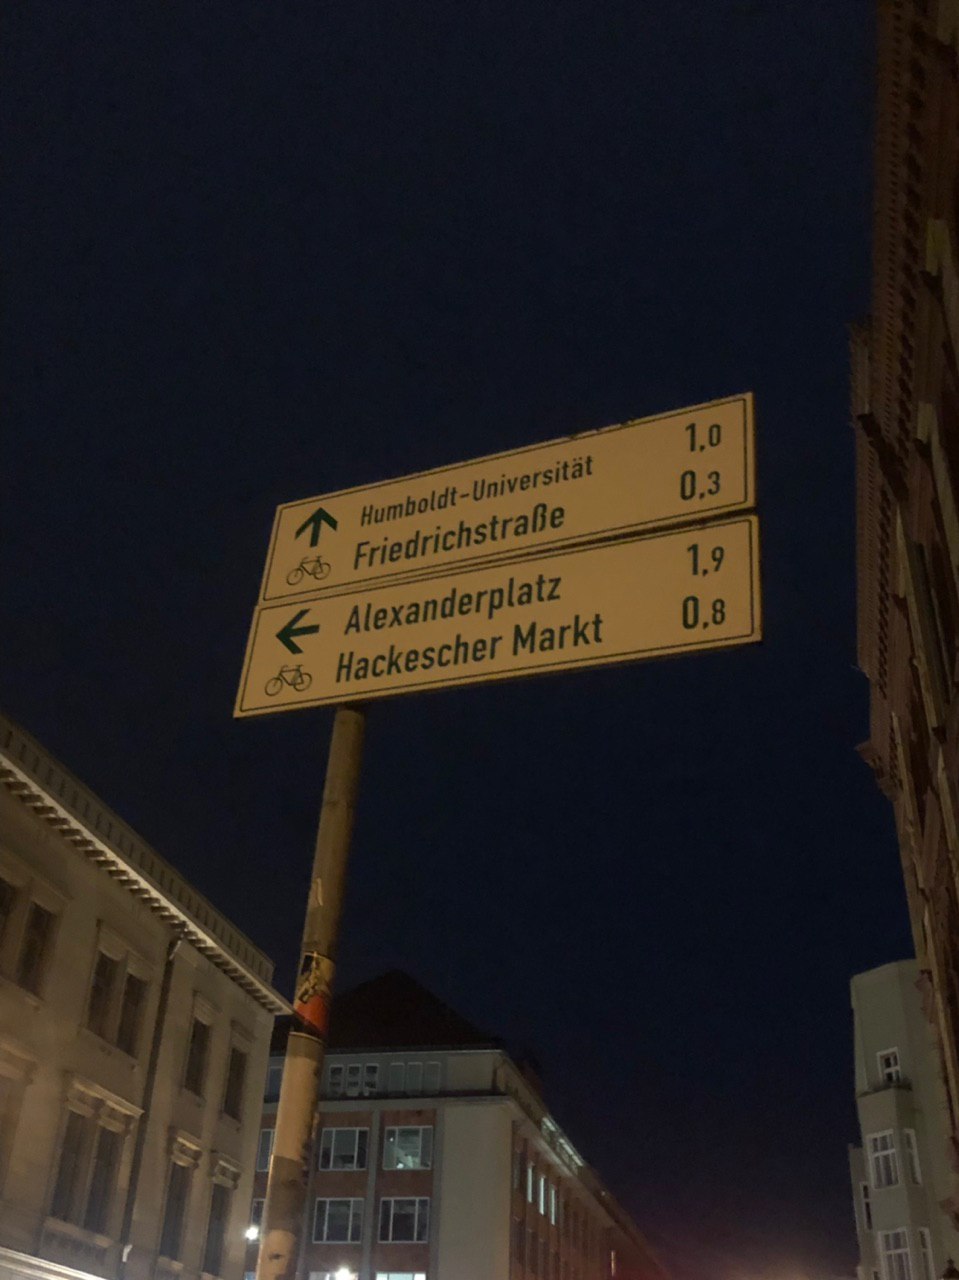 Humboldt-Universität 1,0
Friedrichstraße 0,3
Alexanderplatz 1,9
Hackescher Markt 0,8